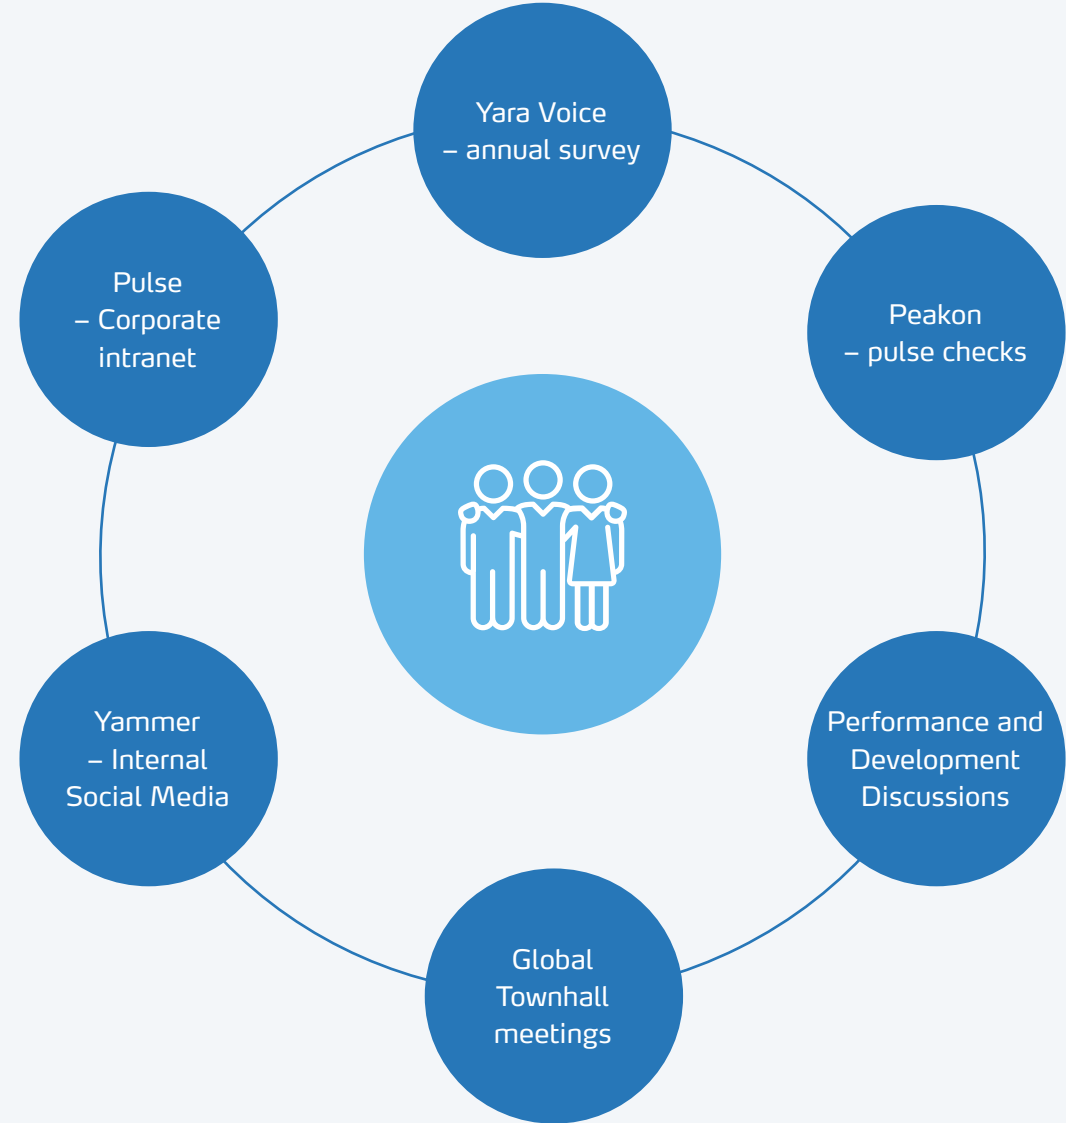 Yara Voice
– annual survey
Peakon
– pulse checks
Performance and
Development
Discussions
Global
Townhall
meetings
Yammer
– Internal
Social Media
Pulse
– Corporate
intranet